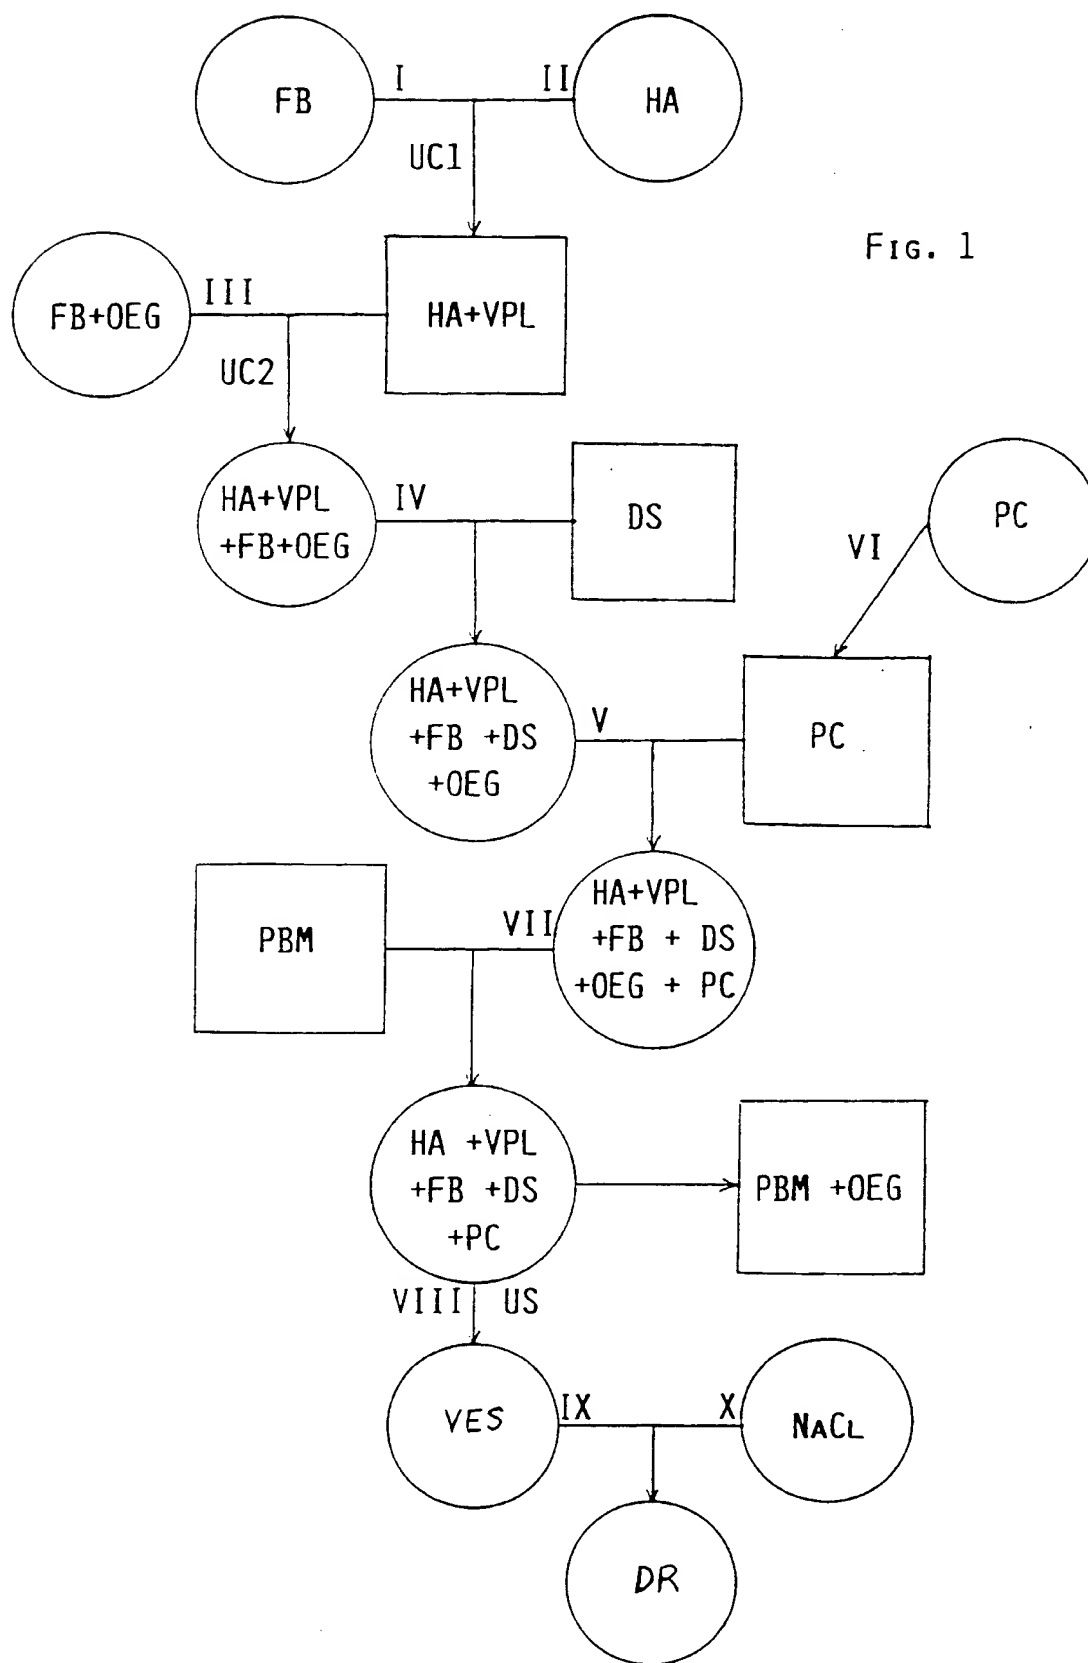 FB
I
II
HA
UC1
FIG. 1
FB+OEG
III
HA+VPL
UC2
HA+VPL
+FB+OEG
IV
DS
PC
VI
HA+VPL
+FB +DS
+OEG
V
PC
PBM
VII
HA+VPL
+FB + DS
+OEG + PC
HA +VPL
+FB +DS
+PC
PBM +OEG
VIII
US
VES
IX
X
NACL
DR